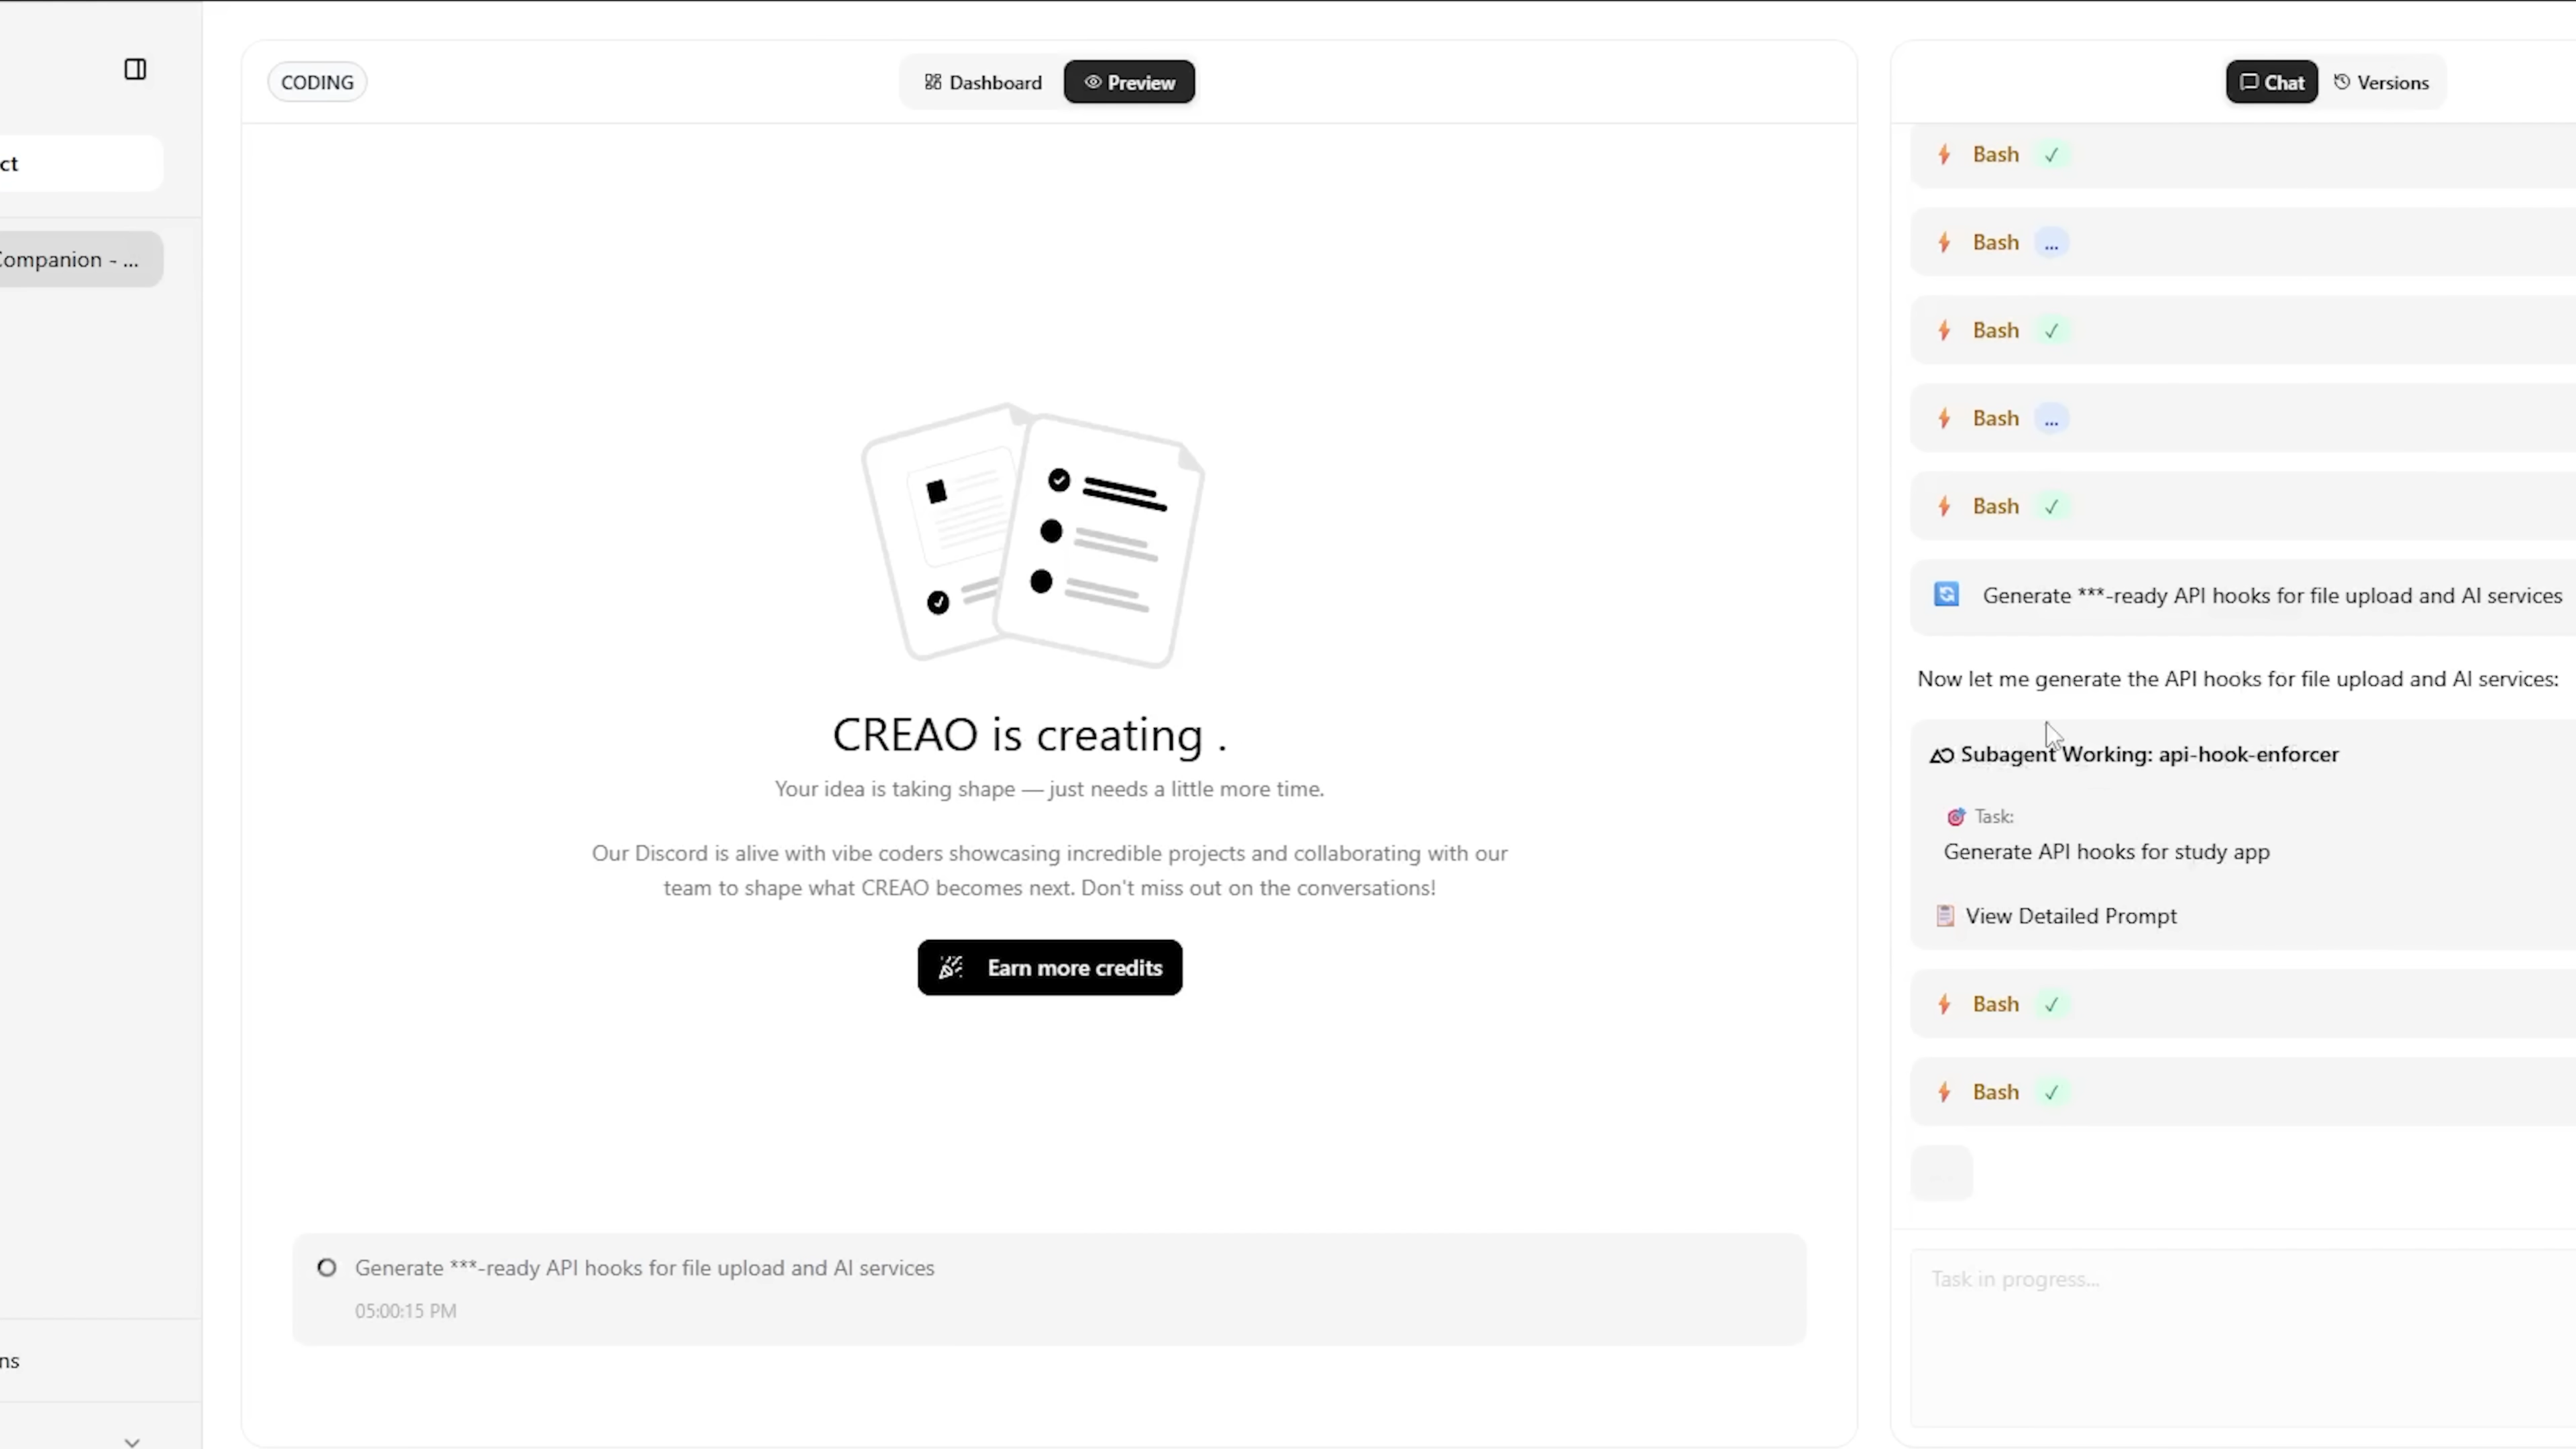 ct
Companion - ...
ns
CODING
Dashboard
Preview
CREAO is creating .
Your idea is taking shape — just needs a little more time.
Our Discord is alive with vibe coders showcasing incredible projects and collaborating with our
team to shape what CREAO becomes next. Don't miss out on the conversations!
Earn more credits
Generate ***-ready API hooks for file upload and AI services
05:00:15 PM
Chat
Versions
Bash
Bash ...
Bash
Bash ...
Bash
Generate ***-ready API hooks for file upload and AI services
Now let me generate the API hooks for file upload and AI services:
Subagent Working: api-hook-enforcer
Task:
Generate API hooks for study app
View Detailed Prompt
Bash
Bash
Task in progress...